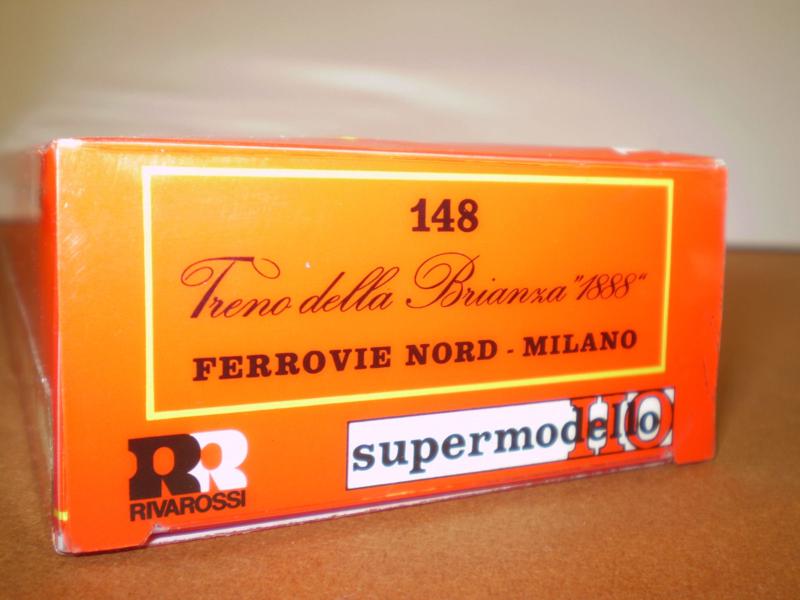 148
Treno della Brianza "1888"
FERROVIE NORD - MILANO
RR
RIVAROSSI
supermodello HO